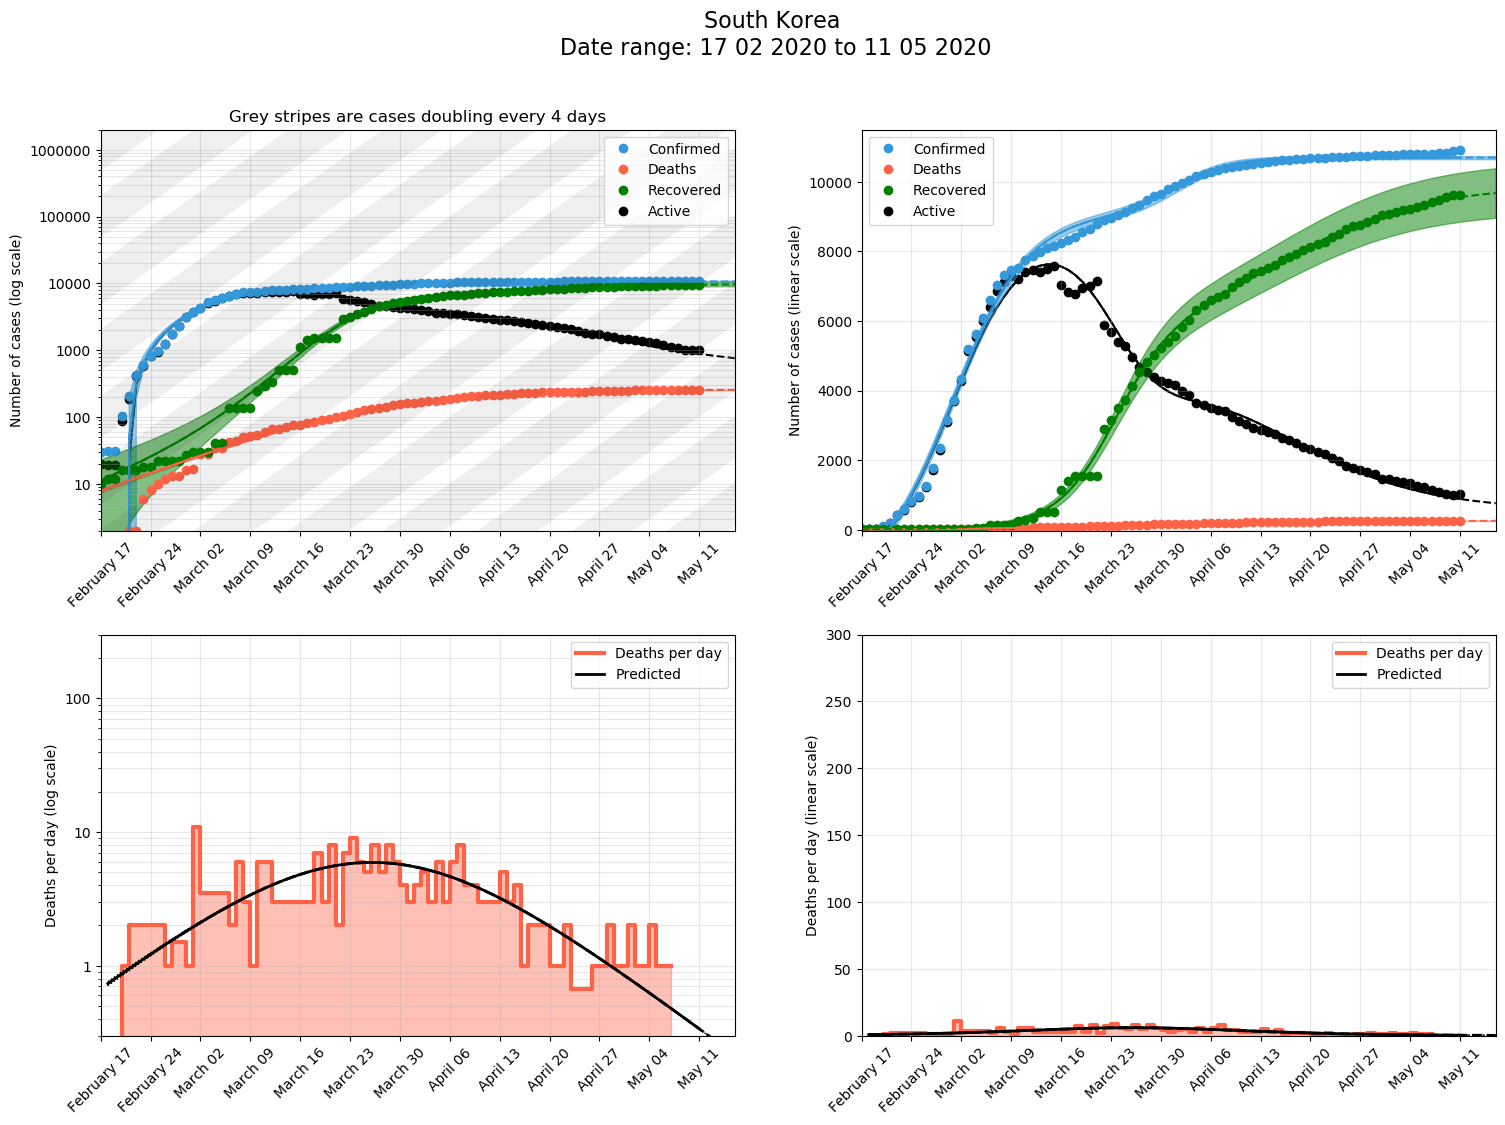 South Korea
Date range: 17 02 2020 to 11 05 2020
Grey stripes are cases doubling every 4 days
Number of cases (log scale)
1000000
100000
10000
1000
100
10
Confirmed
Deaths
Recovered
Active
February 17
February 24
March 02
March 09
March 16
March 23
March 30
April 06
April 13
April 20
April 27
May 04
May 11
Number of cases (linear scale)
10000
8000
6000
4000
2000
0
Confirmed
Deaths
Recovered
Active
February 17
February 24
March 02
March 09
March 16
March 23
March 30
April 06
April 13
April 20
April 27
May 04
May 11
Deaths per day (log scale)
100
10
1
Deaths per day
Predicted
February 17
February 24
March 02
March 09
March 16
March 23
March 30
April 06
April 13
April 20
April 27
May 04
May 11
Deaths per day (linear scale)
300
250
200
150
100
50
0
Deaths per day
Predicted
February 17
February 24
March 02
March 09
March 16
March 23
March 30
April 06
April 13
April 20
April 27
May 04
May 11